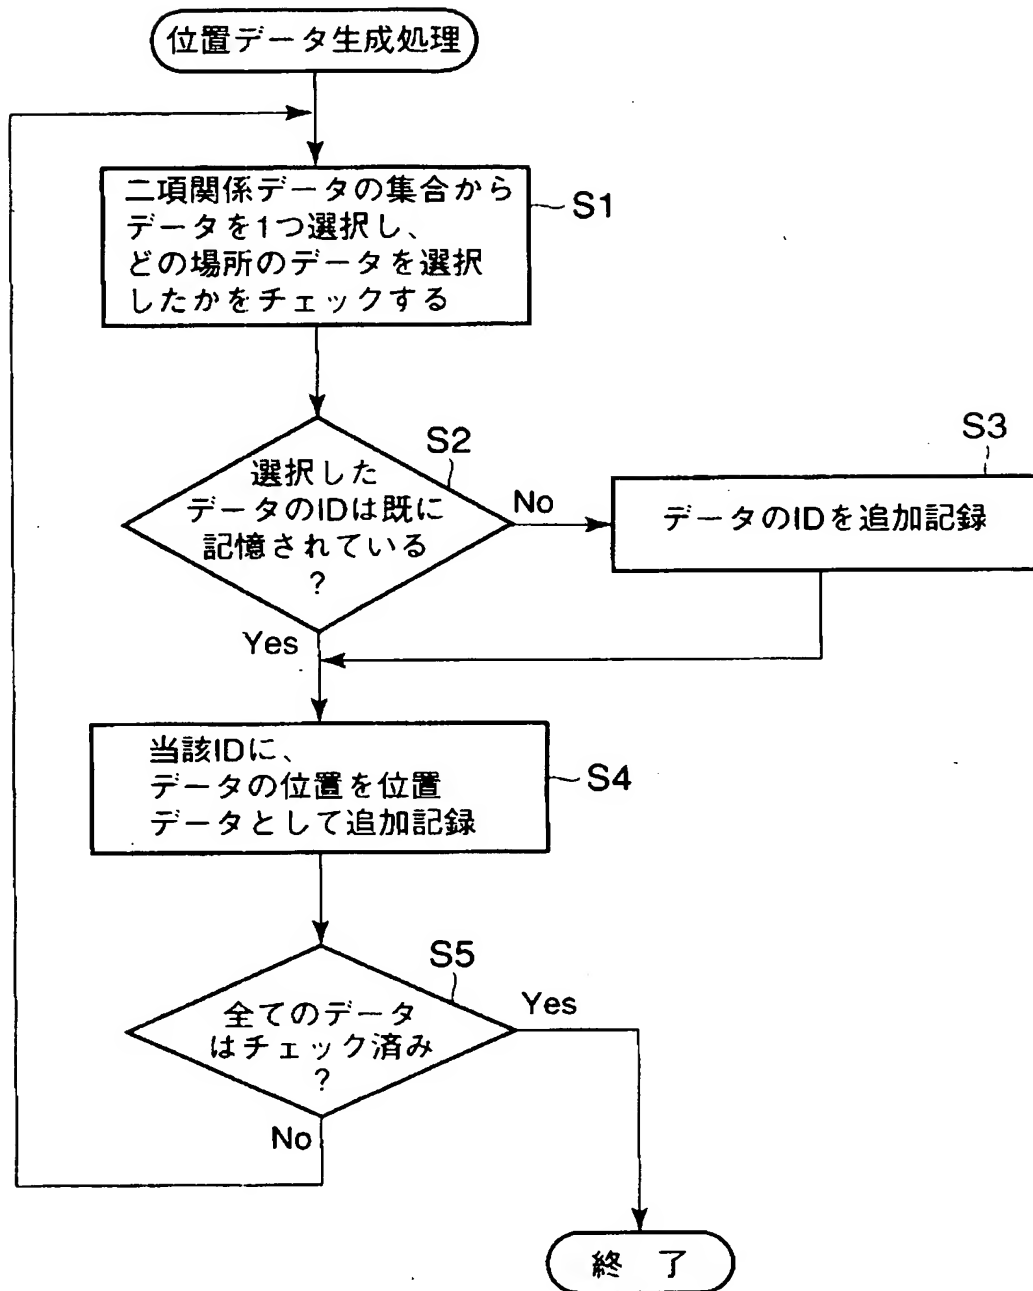 位置データ生成処理
二項関係データの集合から
データを1つ選択し、
どの場所のデータを選択
したかをチェックする
S1
選択した
データのIDは既に
記憶されている
?
S2
No
S3
データのIDを追加記録
Yes
当該IDに、
データの位置を位置
データとして追加記録
S4
全てのデータ
はチェック済み
?
S5
Yes
No
終 了